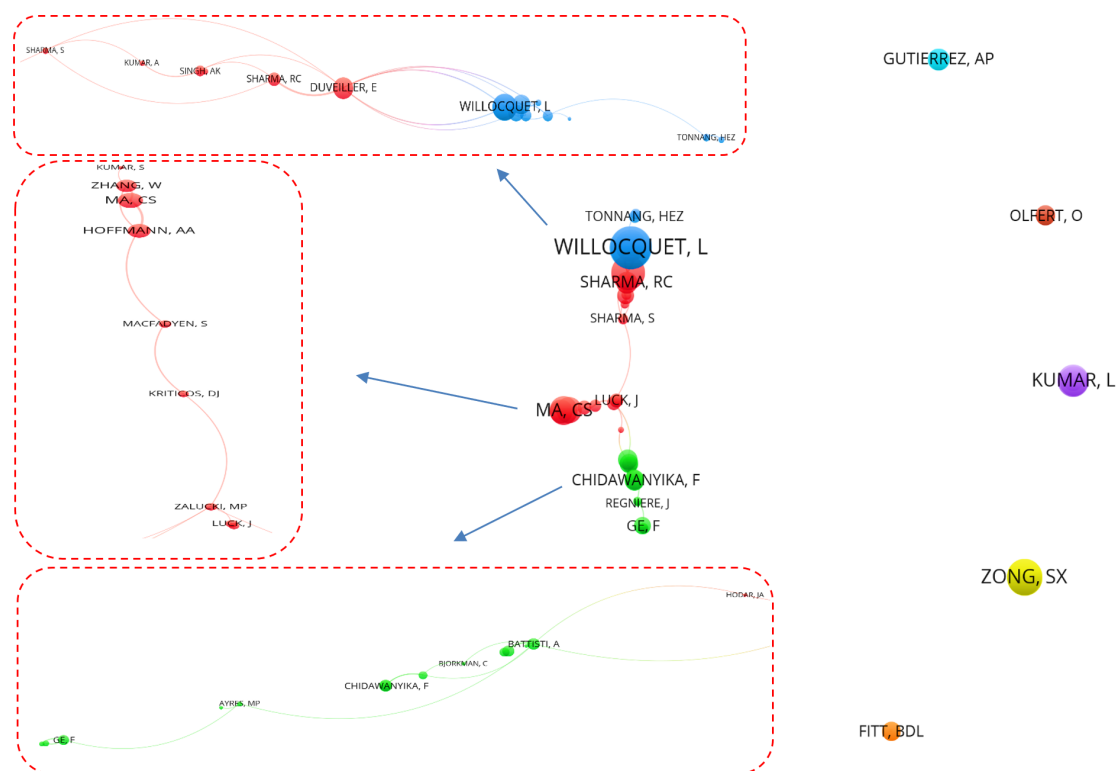 SHARMA, S
KUMAR, A
SINGH, AK
SHARMA, RC
DUVEILLER, E
WILLOCQUET, L
TONNANG, HEZ
KUMAR, S
ZHANG, W
MA, CS
HOFFMANN, AA
MACFADYEN, S
KRITICOS, DJ
ZALUCKI, MP
LUCK, J
TONNANG, HEZ
WILLOCQUET, L
SHARMA, RC
SHARMA, S
LUCK, J
MA, CS
CHIDAWANYIKA, F
REGNIERE, J
GE, F
HODAR, JA
BATTISTI, A
BJORKMAN, C
CHIDAWANYIKA, F
AYRES, MP
GE, F
GUTIERREZ, AP
OLFERT, O
KUMAR, L
ZONG, SX
FITT, BDL